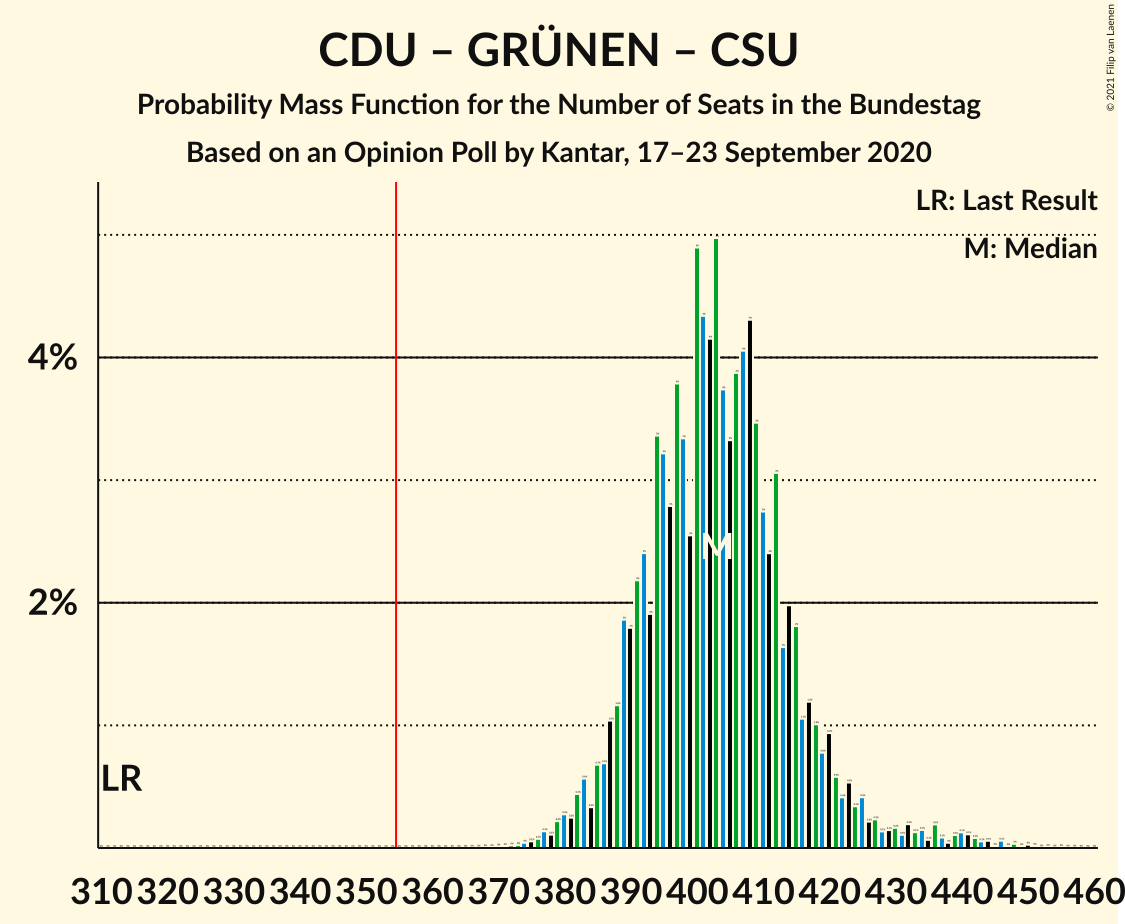 CDU – GRÜNEN – CSU
Probability Mass Function for the Number of Seats in the Bundestag
Based on an Opinion Poll by Kantar, 17–23 September 2020
© 2021 Filip van Laenen
LR: Last Result
M: Median
4%
2%
M
LR
310 320 330 340 350 360 370 380 390 400 410 420 430 440 450 460